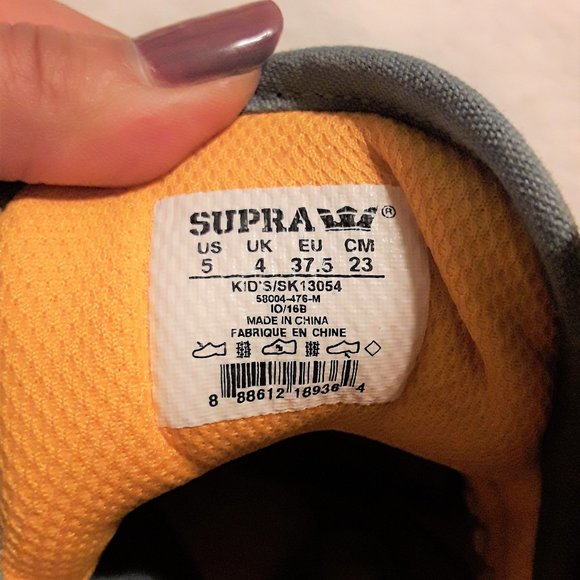 SUPRA ®
US UK EU CM
5 4 37.5 23
KID'S/SK13054
58004-476-M
IO/16B
MADE IN CHINA
FABRIQUE EN CHINE
8 88612 18936 4